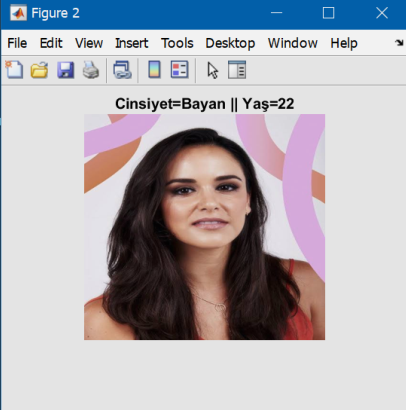 Figure 2
File Edit View Insert Tools Desktop Window Help
Cinsiyet=Bayan || Yaş=22